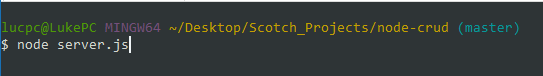 lucpc@LukePC MINGW64 ~/Desktop/Scotch_Projects/node-crud (master)
$ node server.js